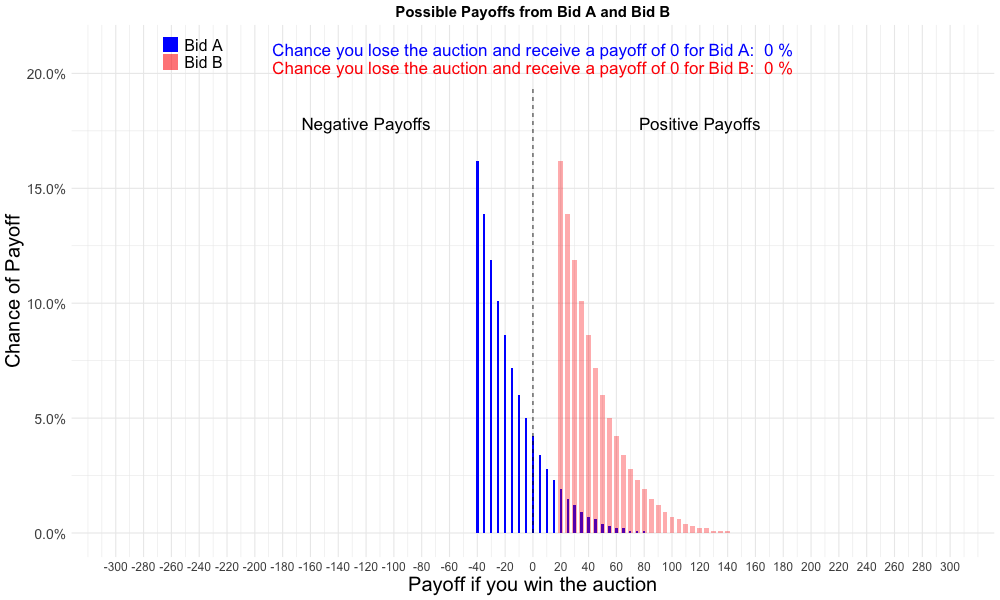 Possible Payoffs from Bid A and Bid B
Bid A
Bid B
Chance you lose the auction and receive a payoff of 0 for Bid A:  0 %
Chance you lose the auction and receive a payoff of 0 for Bid B:  0 %
Negative Payoffs
Positive Payoffs
Chance of Payoff
20.0%
15.0%
10.0%
5.0%
0.0%
-300 -280 -260 -240 -220 -200 -180 -160 -140 -120 -100 -80 -60 -40 -20 0 20 40 60 80 100 120 140 160 180 200 220 240 260 280 300
Payoff if you win the auction